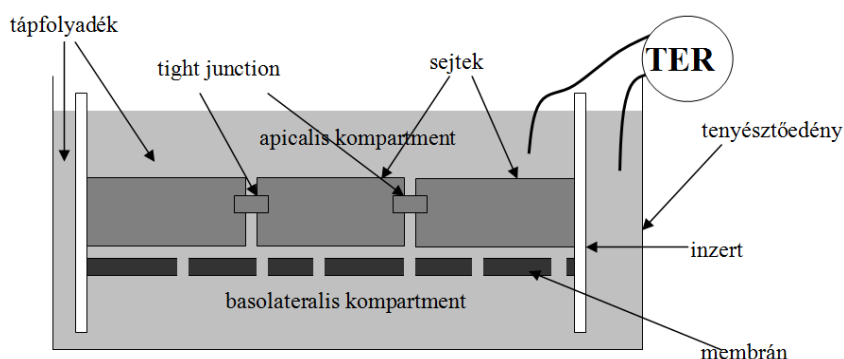 tápfolyadék
tight junction
sejtek
TER
apicalis kompartment
tenyésztőedény
inzert
basolateralis kompartment
membrán